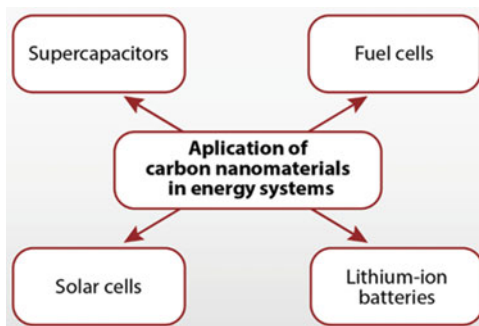 Supercapacitors
Fuel cells
Aplication of
carbon nanomaterials
in energy systems
Solar cells
Lithium-ion
batteries